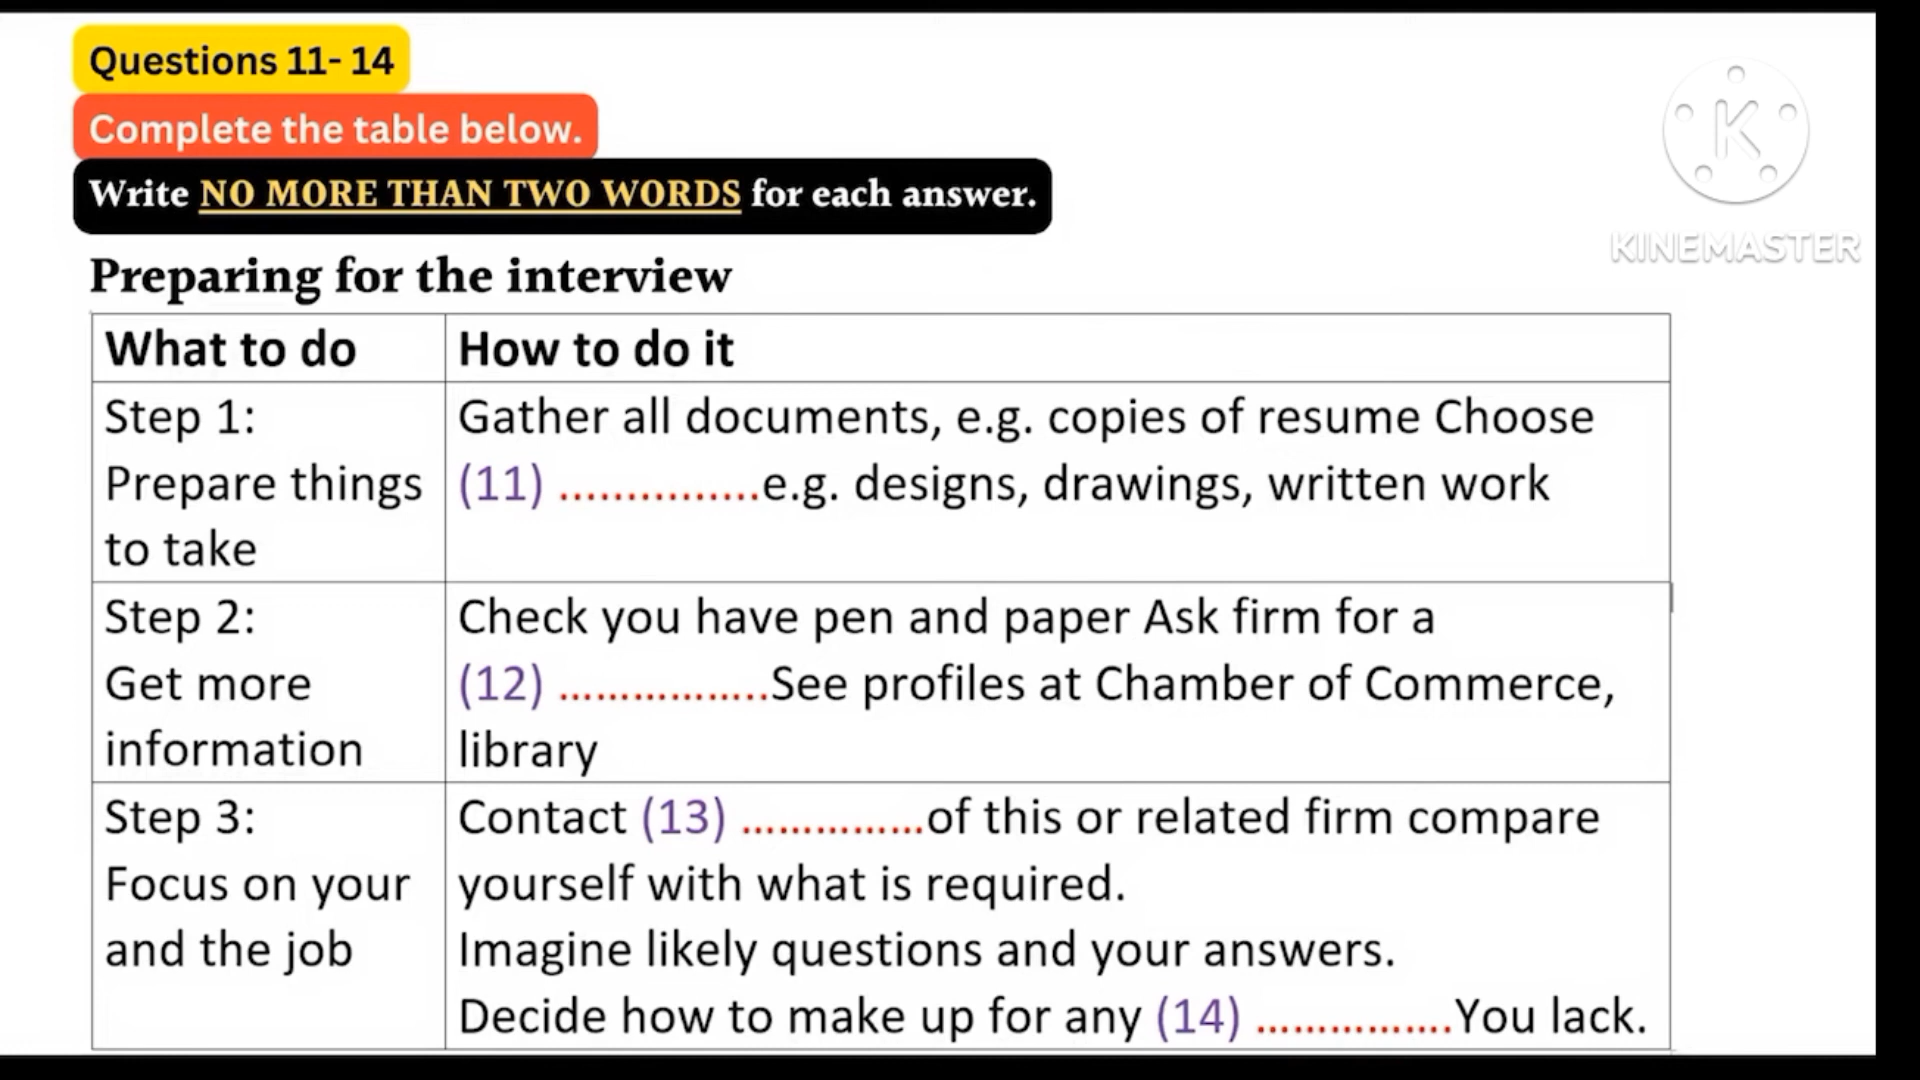 Questions 11- 14
Complete the table below.
Write NO MORE THAN TWO WORDS for each answer.
KINEMASTER
Preparing for the interview
What to do
How to do it
Step 1:
Prepare things
to take
Gather all documents, e.g. copies of resume Choose
(11) ...............e.g. designs, drawings, written work
Step 2:
Get more
information
Check you have pen and paper Ask firm for a
(12) ................See profiles at Chamber of Commerce,
library
Step 3:
Focus on your
and the job
Contact (13) ...............of this or related firm compare
yourself with what is required.
Imagine likely questions and your answers.
Decide how to make up for any (14) ................You lack.